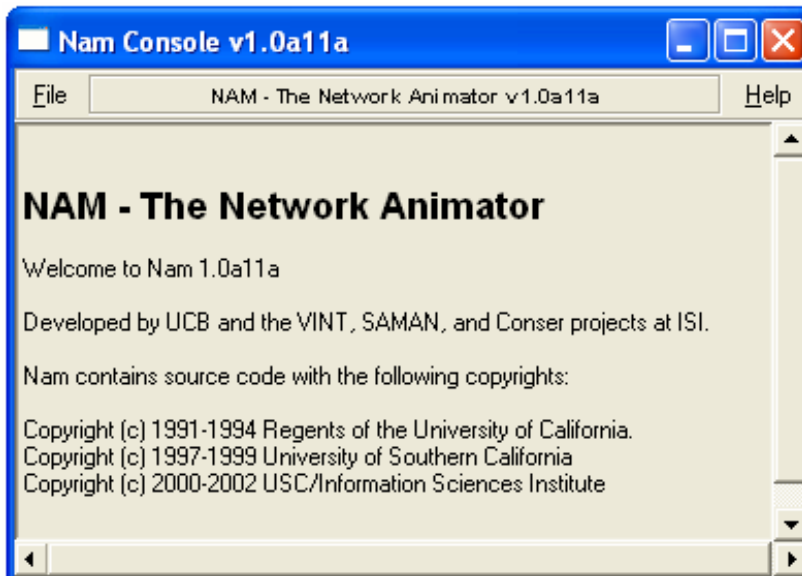 Nam Console v1.0a11a
File NAM - The Network Animator v1.0a11a Help
NAM - The Network Animator
Welcome to Nam 1.0a11a
Developed by UCB and the VINT, SAMAN, and Conser projects at ISI.
Nam contains source code with the following copyrights:
Copyright (c) 1991-1994 Regents of the University of California.
Copyright (c) 1997-1999 University of Southern California
Copyright (c) 2000-2002 USC/Information Sciences Institute